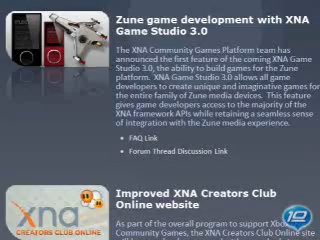 Zune game development with XNA
Game Studio 3.0
The XNA Community Games Platform team has
announced the first feature of the coming XNA Game
Studio 3.0, the ability to build games for the Zune
platform. XNA Game Studio 3.0 allows all game
developers to create unique and imaginative games for
the entire family of Zune media devices. This feature
gives game developers access to the majority of the
XNA framework APIs while retaining a seamless sense
of integration with the Zune media experience.
• FAQ Link
• Forum Thread Discussion Link
Improved XNA Creators Club
Online website
xna
CREATORS CLUB ONLINE
As part of the overall program to support Xbox
Community Games, the XNA Creators Club Online site